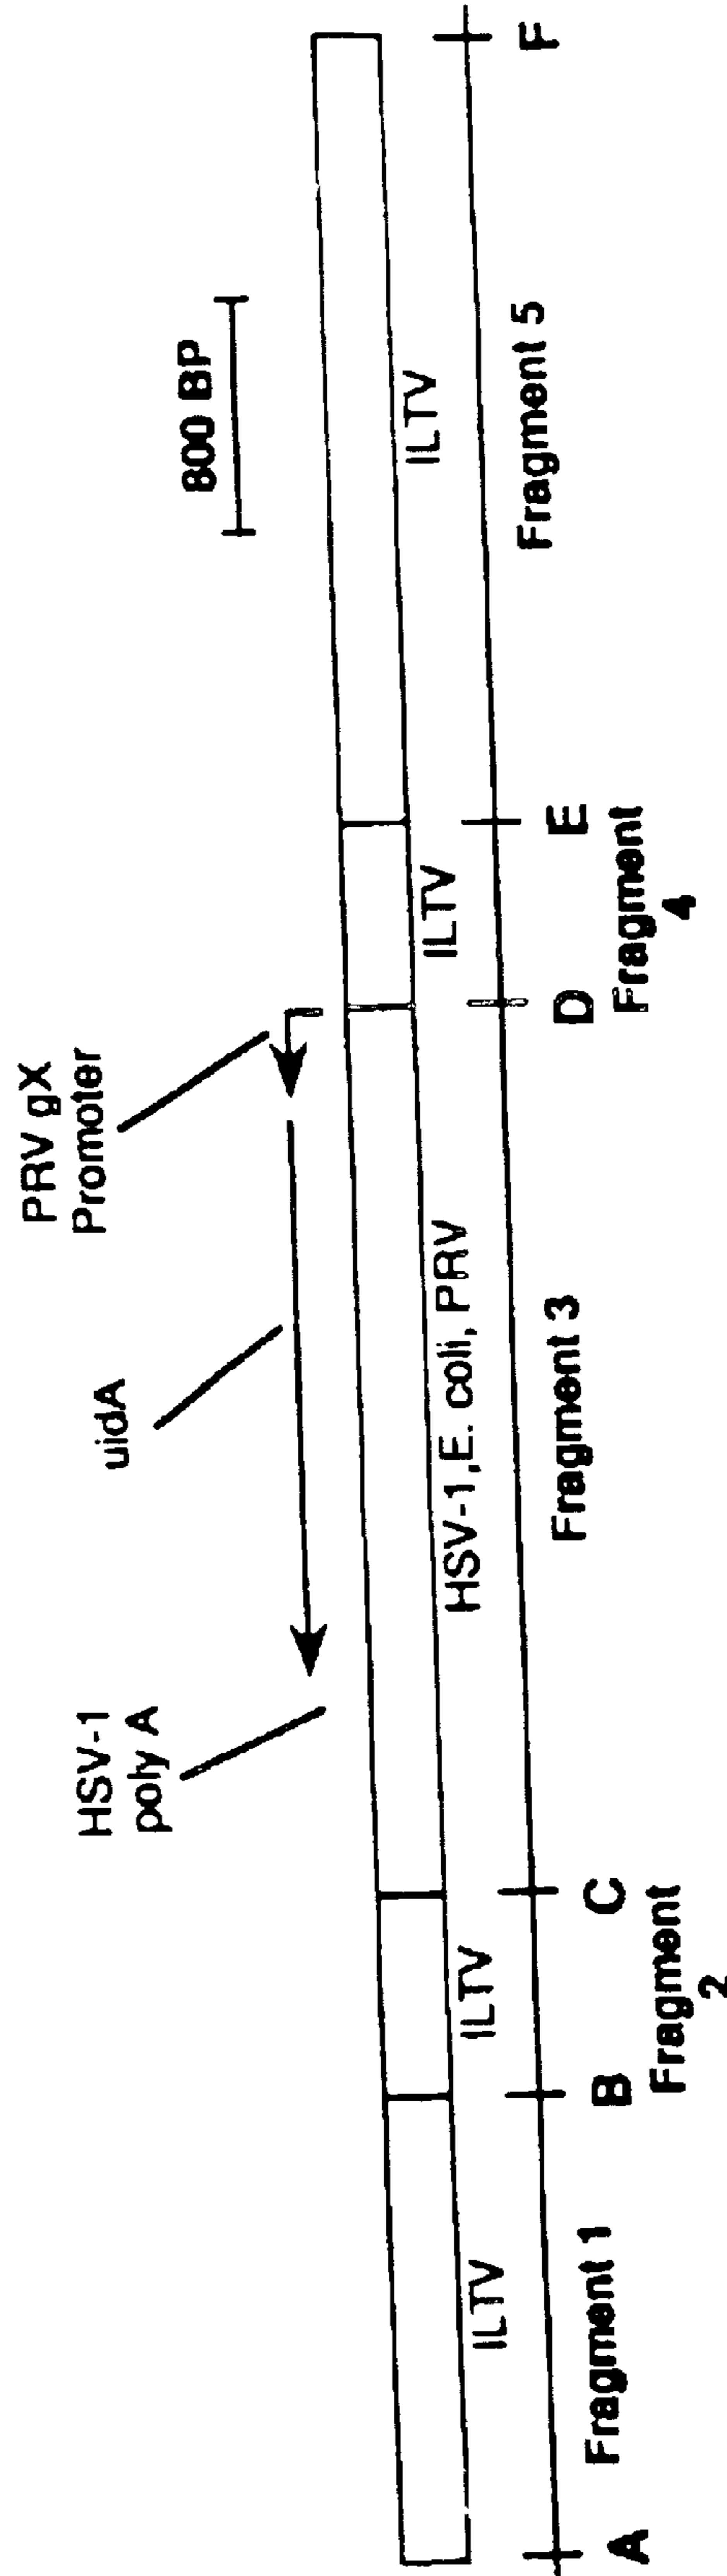 PRV gX
Promoter
uidA
HSV-1
poly A
800 BP
ILTV
ILTV
HSV-1, E. coli, PRV
ILTV
ILTV
A
B
C
D
E
F
Fragment 1
Fragment
2
Fragment 3
Fragment
4
Fragment 5